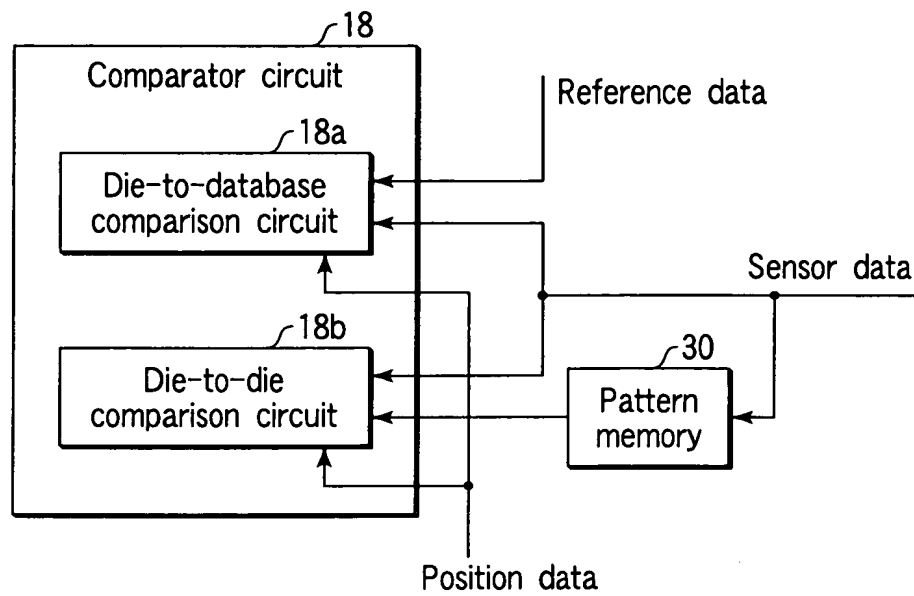 18
Comparator circuit
Reference data
18a
Die-to-database
comparison circuit
Sensor data
18b
30
Die-to-die
comparison circuit
Pattern
memory
Position data